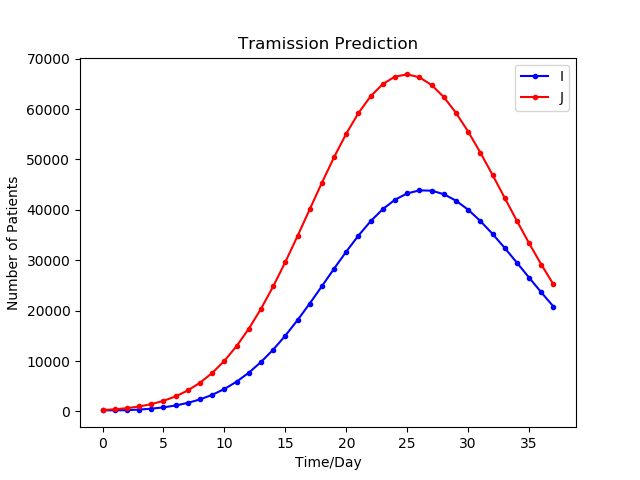 Tramission Prediction
I
J
70000
60000
50000
40000
30000
20000
10000
0
Number of Patients
0 5 10 15 20 25 30 35
Time/Day